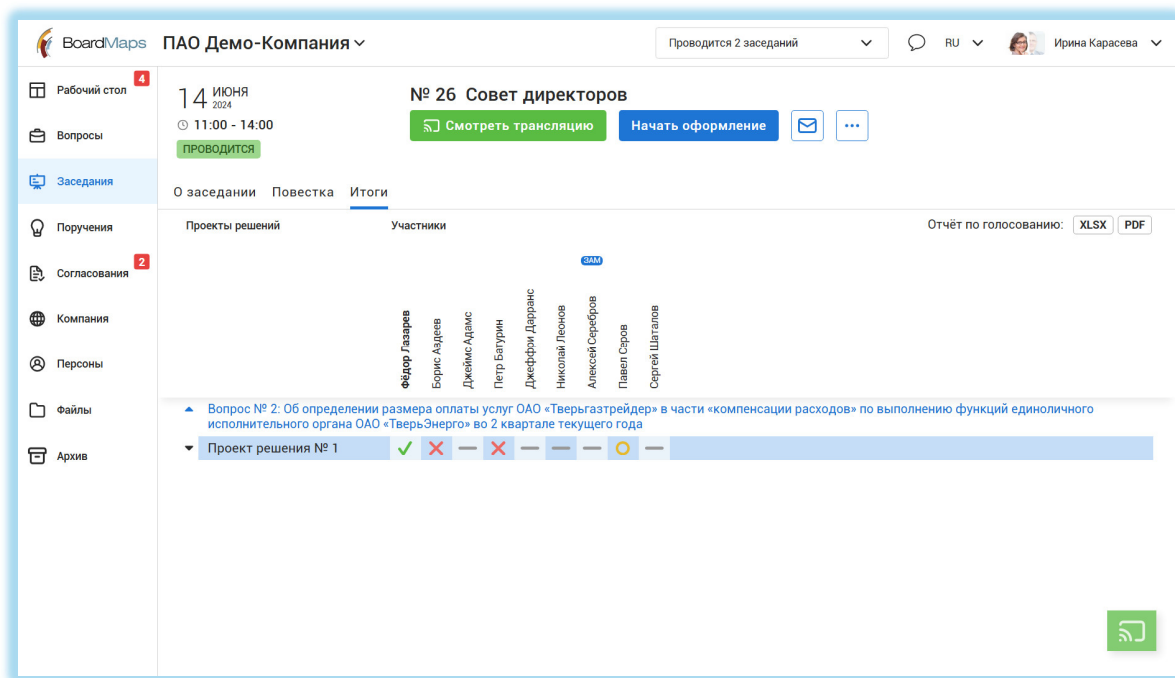 BoardMaps ПАО Демо-Компания Проводится 2 заседаний RU Ирина Карасева
Рабочий стол 4
Вопросы
Заседания
Поручения
Согласования 2
Компания
Персоны
Файлы
Архив
14 ИЮНЯ 2024
11:00 - 14:00
ПРОВОДИТСЯ
№ 26 Совет директоров
Смотреть трансляцию Начать оформление
О заседании Повестка Итоги
Проекты решений Участники Отчёт по голосованию: XLSX PDF
ЗАМ
Фёдор Лазарев
Борис Авдеев
Джеймс Адамс
Петр Багурин
Джеффри Дарранс
Николай Леонов
Алексей Серебров
Павел Серов
Сергей Шаталов
Вопрос № 2: Об определении размера оплаты услуг ОАО «Тверьгазтрейдер» в части «компенсации расходов» по выполнению функций единоличного
исполнительного органа ОАО «ТверьЭнерго» во 2 квартале текущего года
Проект решения № 1